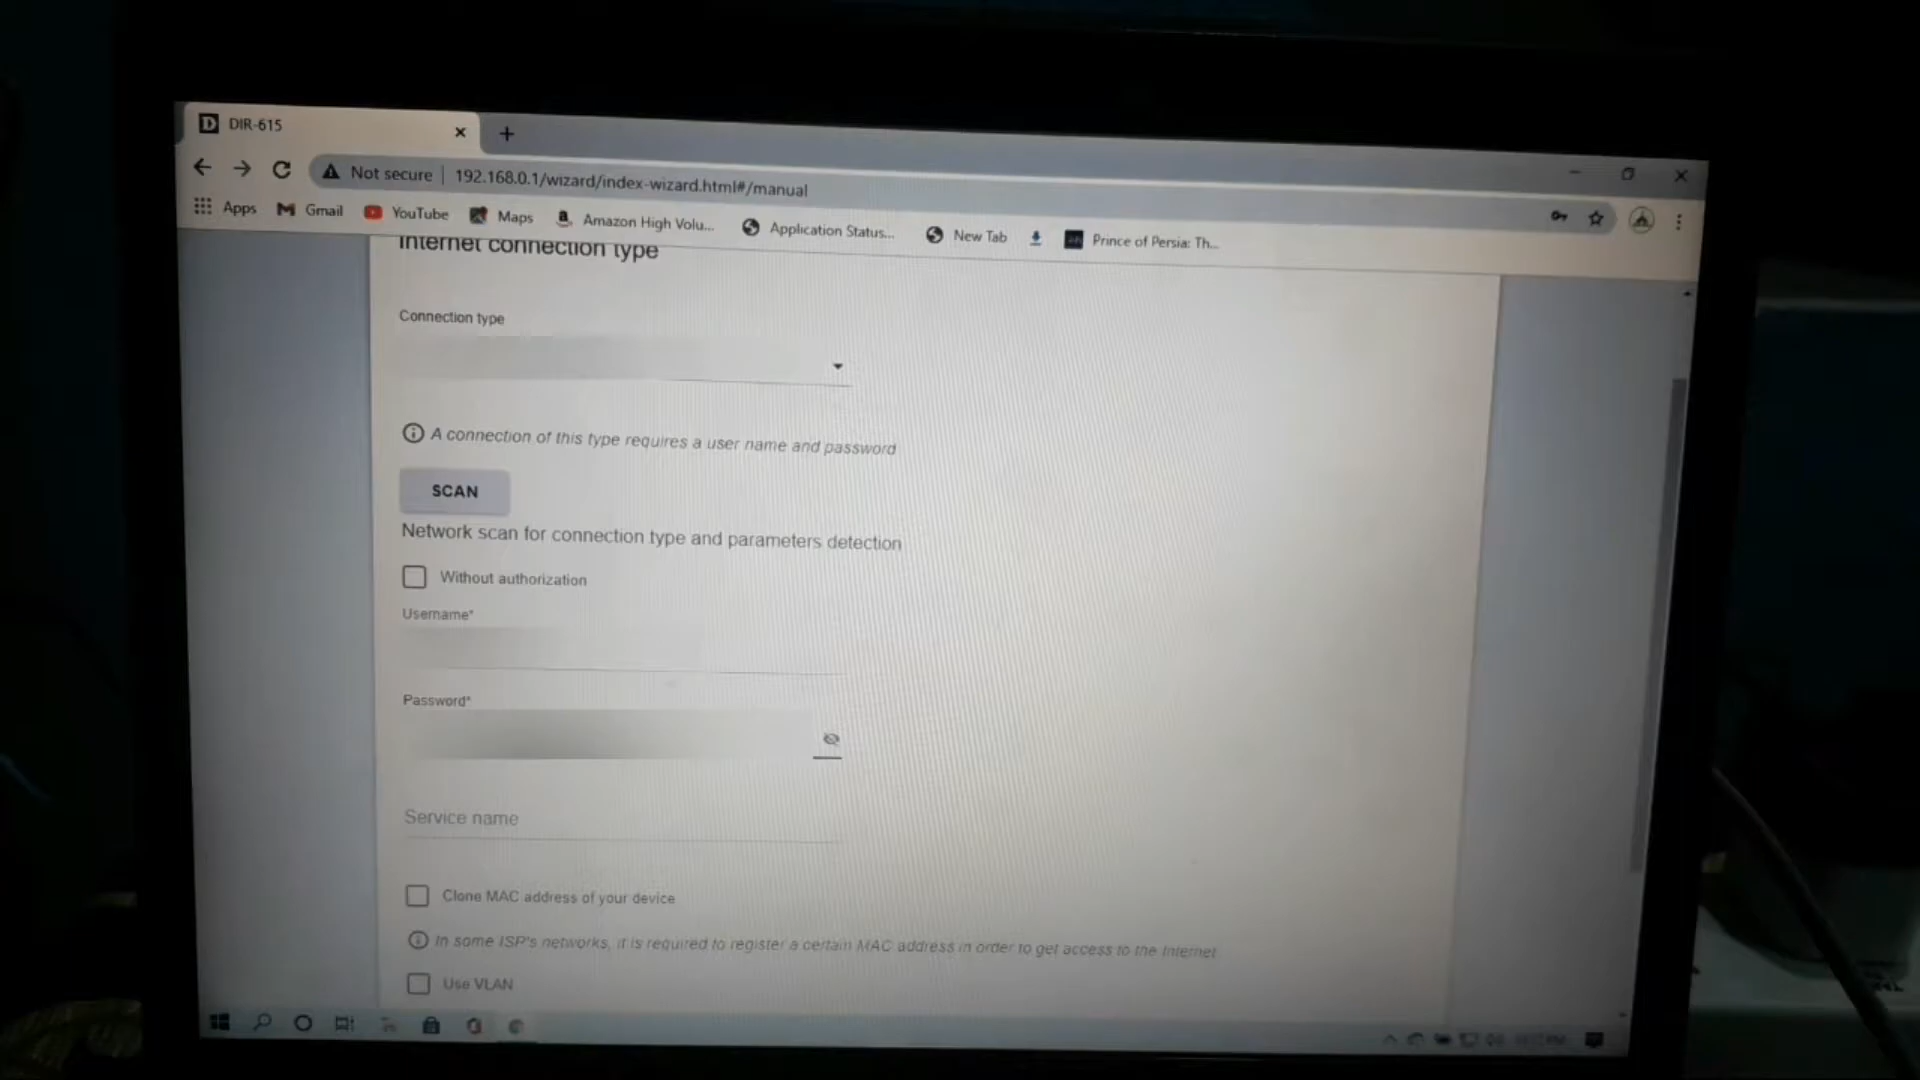 DIR-615
Not secure 192.168.0.1/wizard/index-wizard.html#/manual
Apps Gmail YouTube Maps Amazon High Volu... Application Status... New Tab Prince of Persia: Th...
Internet connection type
Connection type
A connection of this type requires a user name and password
SCAN
Network scan for connection type and parameters detection
Without authorization
Username*
Password*
Service name
Clone MAC address of your device
In some ISP's networks, it is required to register a certain MAC address in order to get access to the Internet
Use VLAN